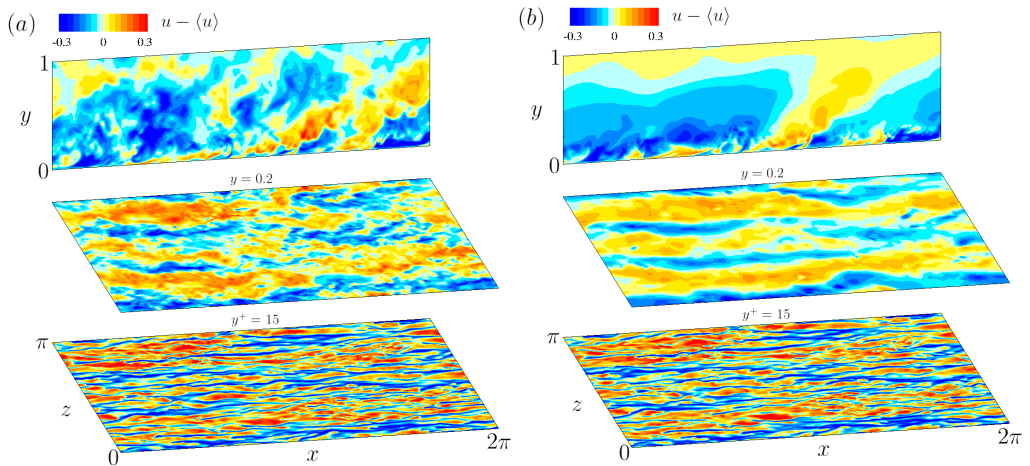 (a) u − ⟨u⟩
-0.3 0 0.3
1
y
0
y = 0.2
y⁺ = 15
π
z
0 x 2π
(b) u − ⟨u⟩
-0.3 0 0.3
1
y
0
y = 0.2
y⁺ = 15
π
z
0 x 2π